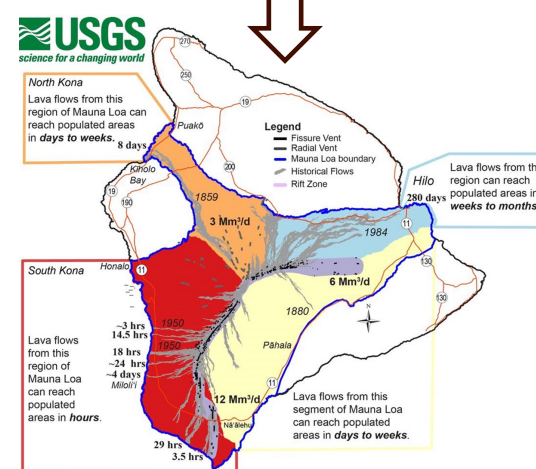 USGS
science for a changing world
North Kona
Lava flows from this
region of Mauna Loa can
reach populated areas
in days to weeks.
8 days
270
250
19
Puakō
Legend
Fissure Vent
Radial Vent
Mauna Loa boundary
Historical Flows
Rift Zone
Kīholo
Bay
200
19
190
1859
3 Mm³/d
Lava flows from th
region can reach
populated areas in
weeks to months
Hilo
280 days
11
1984
South Kona
Honalo
11
6 Mm³/d
130
130
N
Lava flows
from this
region of
Mauna Loa
can reach
populated
areas in hours.
~3 hrs
14.5 hrs
1950
18 hrs
1950
~24 hrs
~4 days
Miloli‘i
1880
Pāhala
11
12 Mm³/d
Nā‘ālehu
29 hrs
3.5 hrs
Lava flows from this
segment of Mauna Loa
can reach populated
areas in days to weeks.